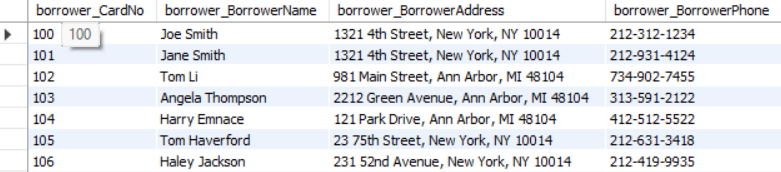 borrower_CardNo borrower_BorrowerName borrower_BorrowerAddress borrower_BorrowerPhone
100 100 Joe Smith 1321 4th Street, New York, NY 10014 212-312-1234
101 Jane Smith 1321 4th Street, New York, NY 10014 212-931-4124
102 Tom Li 981 Main Street, Ann Arbor, MI 48104 734-902-7455
103 Angela Thompson 2212 Green Avenue, Ann Arbor, MI 48104 313-591-2122
104 Harry Emnace 121 Park Drive, Ann Arbor, MI 48104 412-512-5522
105 Tom Haverford 23 75th Street, New York, NY 10014 212-631-3418
106 Haley Jackson 231 52nd Avenue, New York, NY 10014 212-419-9935